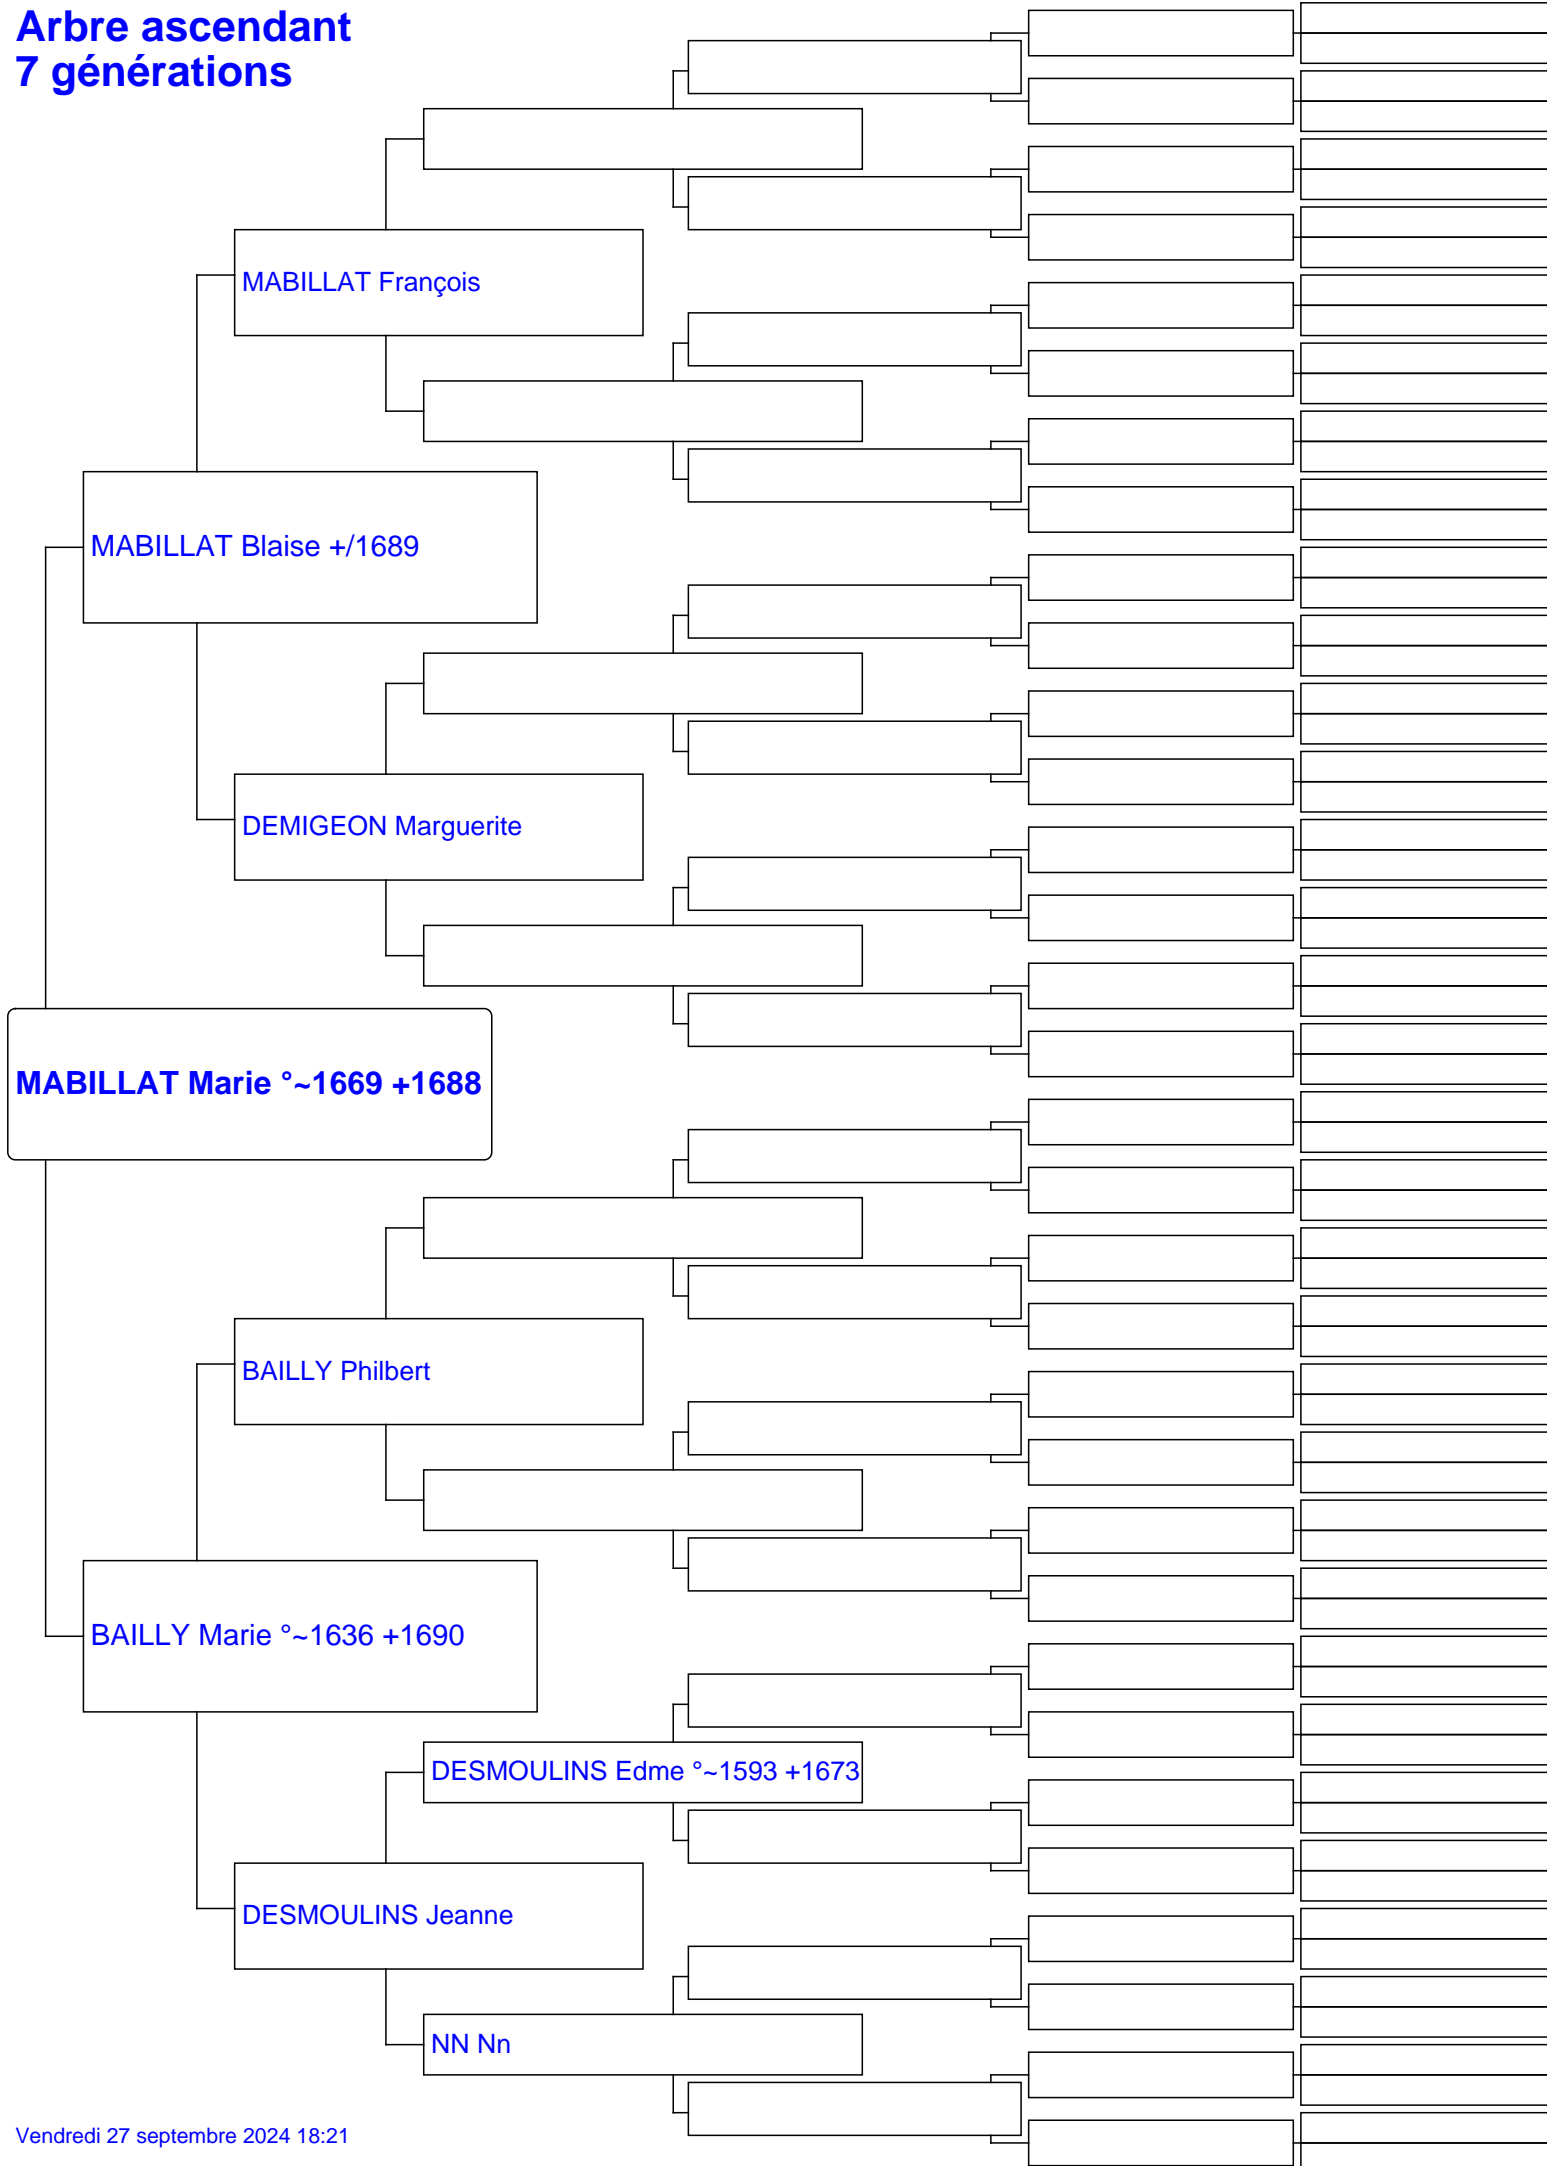 Arbre ascendant
7 générations
MABILLAT François
MABILLAT Blaise +/1689
DEMIGEON Marguerite
MABILLAT Marie °~1669 +1688
BAILLY Philbert
BAILLY Marie °~1636 +1690
DESMOULINS Edme °~1593 +1673
DESMOULINS Jeanne
NN Nn
Vendredi 27 septembre 2024 18:21